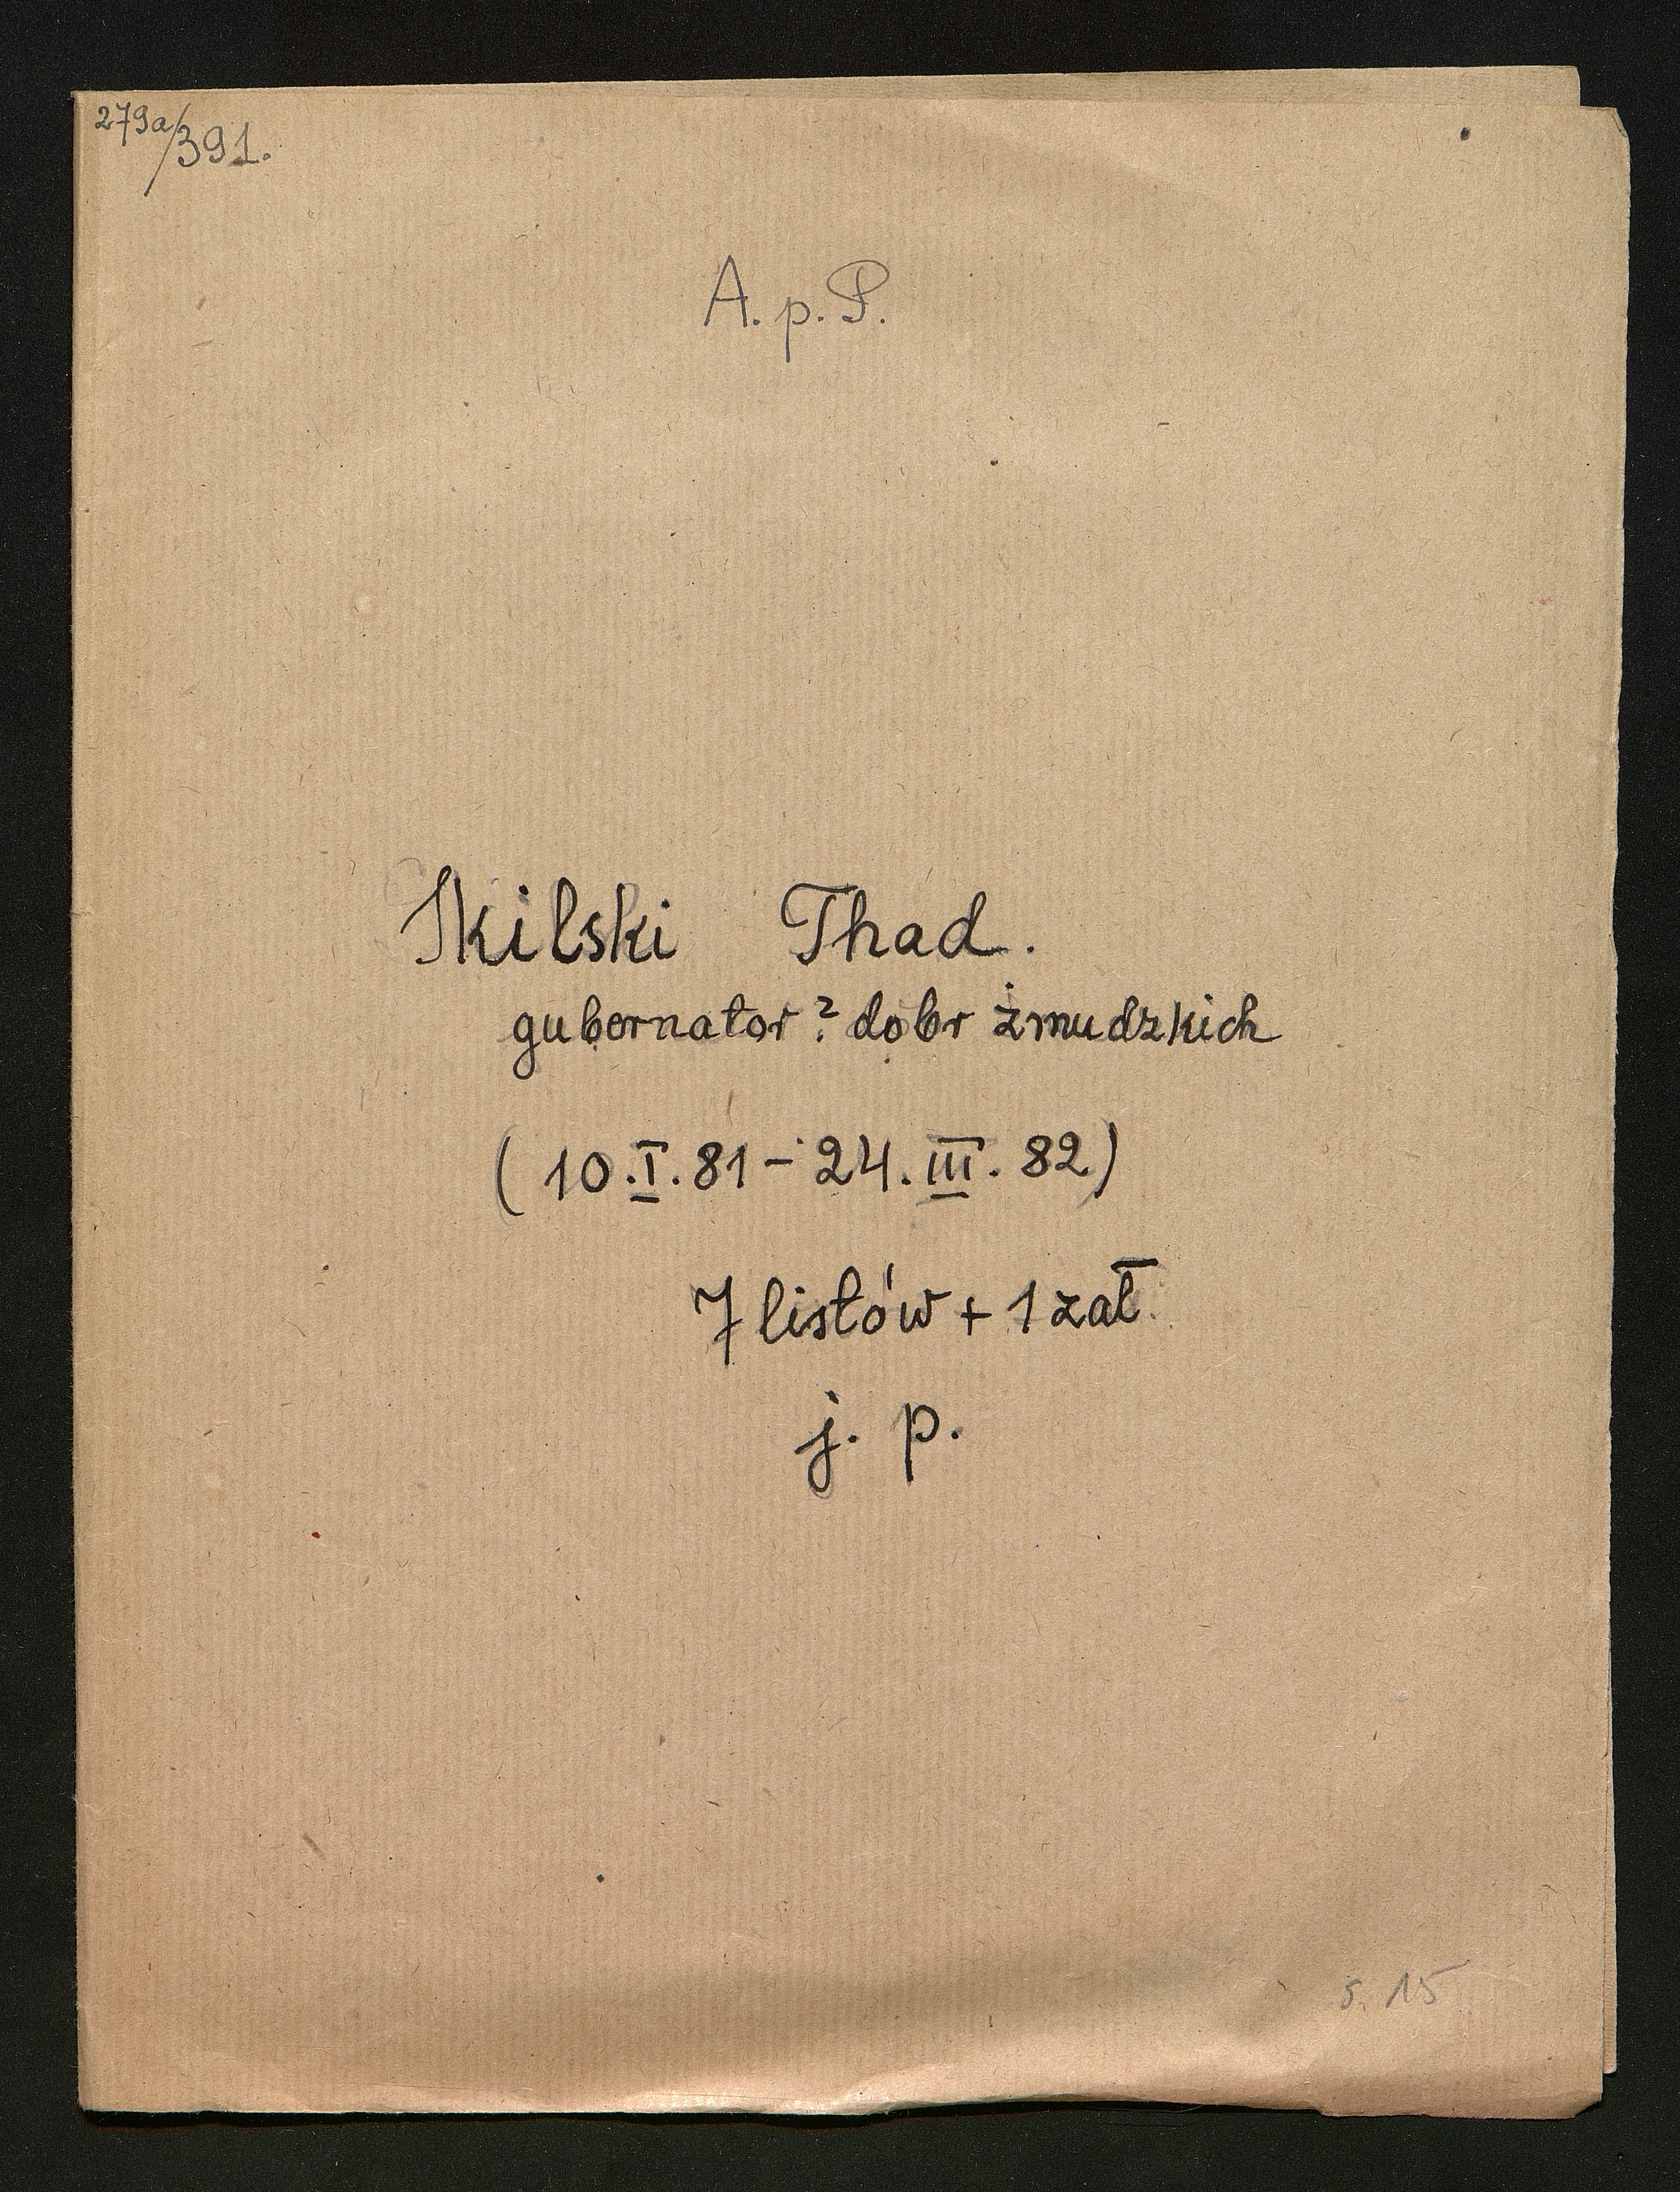 279a/391.
A. p. P.
Skilski Thad.
gubernator? dobr żmudzkich
(10.I.81 - 24.III.82)
7 listów + 1 zał.
j. p.
s. 15